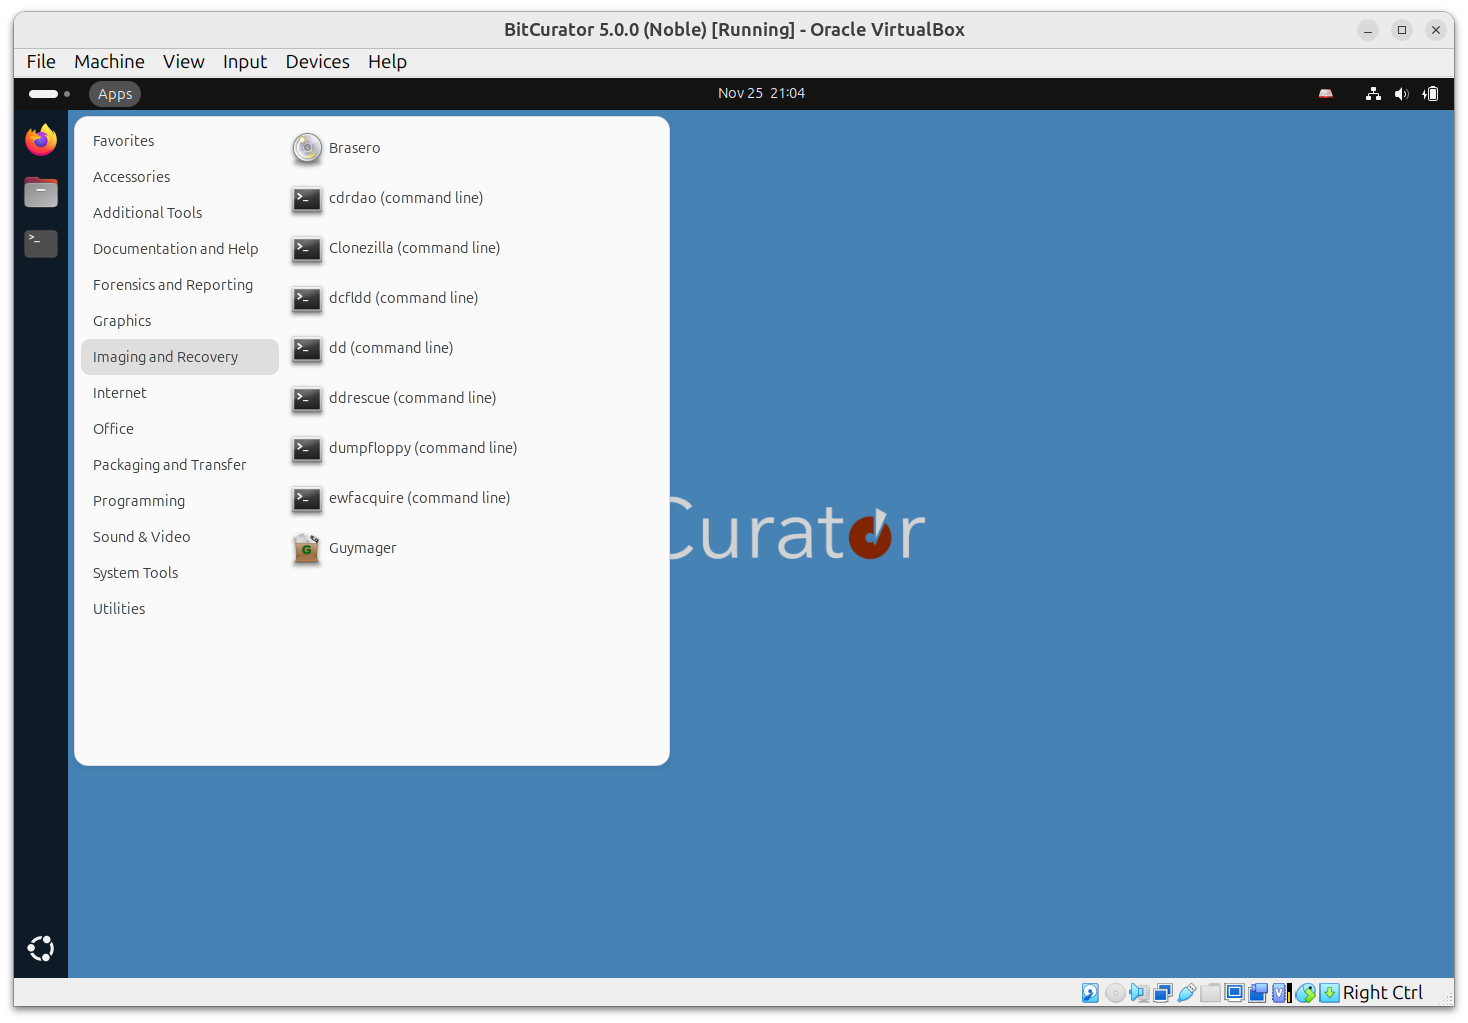 BitCurator 5.0.0 (Noble) [Running] - Oracle VirtualBox
File Machine View Input Devices Help
Apps
Nov 25 21:04
Favorites
Accessories
Additional Tools
Documentation and Help
Forensics and Reporting
Graphics
Imaging and Recovery
Internet
Office
Packaging and Transfer
Programming
Sound & Video
System Tools
Utilities
Brasero
cdrdao (command line)
Clonezilla (command line)
dcfldd (command line)
dd (command line)
ddrescue (command line)
dumpfloppy (command line)
ewfacquire (command line)
G
Guymager
Curator
Right Ctrl